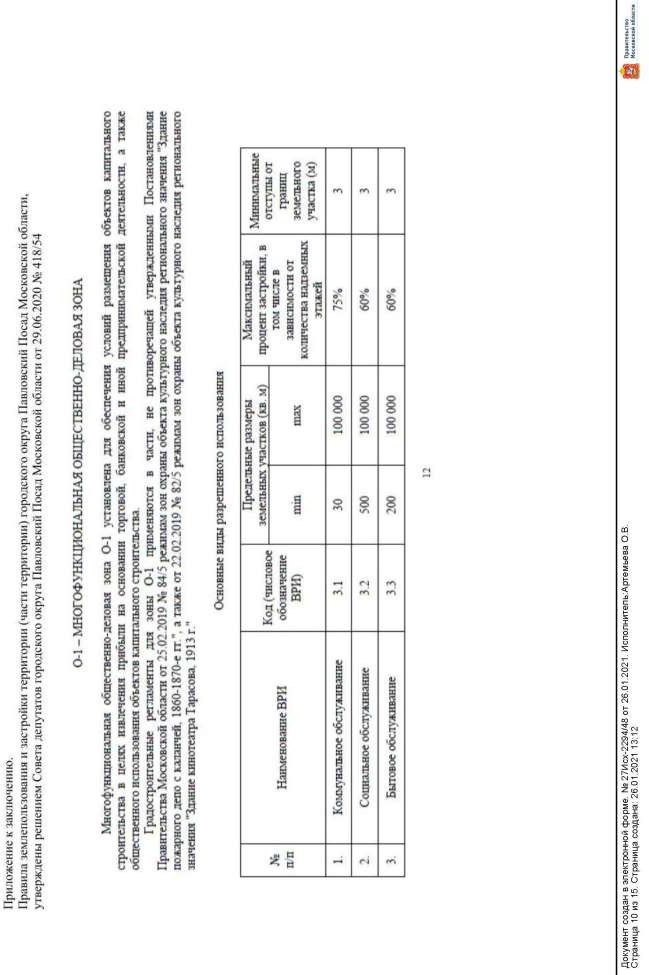 Приложение к заключению.
Правила землепользования и застройки территории (части территории) городского округа Павловский Посад Московской области,
утверждены решением Совета депутатов городского округа Павловский Посад Московской области от 29.06.2020 № 418/54
О-1 – МНОГОФУНКЦИОНАЛЬНАЯ ОБЩЕСТВЕННО-ДЕЛОВАЯ ЗОНА
Многофункциональная общественно-деловая зона О-1 установлена для обеспечения условий размещения объектов капитального
строительства в целях извлечения прибыли на основании торговой, банковской и иной предпринимательской деятельности, а также
общественного использования объектов капитального строительства.
Градостроительные регламенты для зоны О-1 применяются в части, не противоречащей утвержденными Постановлениями
Правительства Московской области от 25.02.2019 № 84/5 режимам зон охраны объекта культурного наследия регионального значения "Здание
пожарного депо с каланчей, 1860-1870-е гг.", а также от 22.02.2019 № 82/5 режимам зон охраны объекта культурного наследия регионального
значения "Здание кинотеатра Тарасова, 1913 г."
Основные виды разрешенного использования
№ п/п
Наименование ВРИ
Код (числовое обозначение ВРИ)
Предельные размеры земельных участков (кв. м)
min
max
Максимальный процент застройки, в том числе в зависимости от количества надземных этажей
Минимальные отступы от границ земельного участка (м)
1. Коммунальное обслуживание 3.1 30 100 000 75% 3
2. Социальное обслуживание 3.2 500 100 000 60% 3
3. Бытовое обслуживание 3.3 200 100 000 60% 3
12
Документ создан в электронной форме. № 27Исх-2294/48 от 26.01.2021. Исполнитель:Артемьева О.В.
Страница 10 из 15. Страница создана: 26.01.2021 13:12
Правительство
Московской области